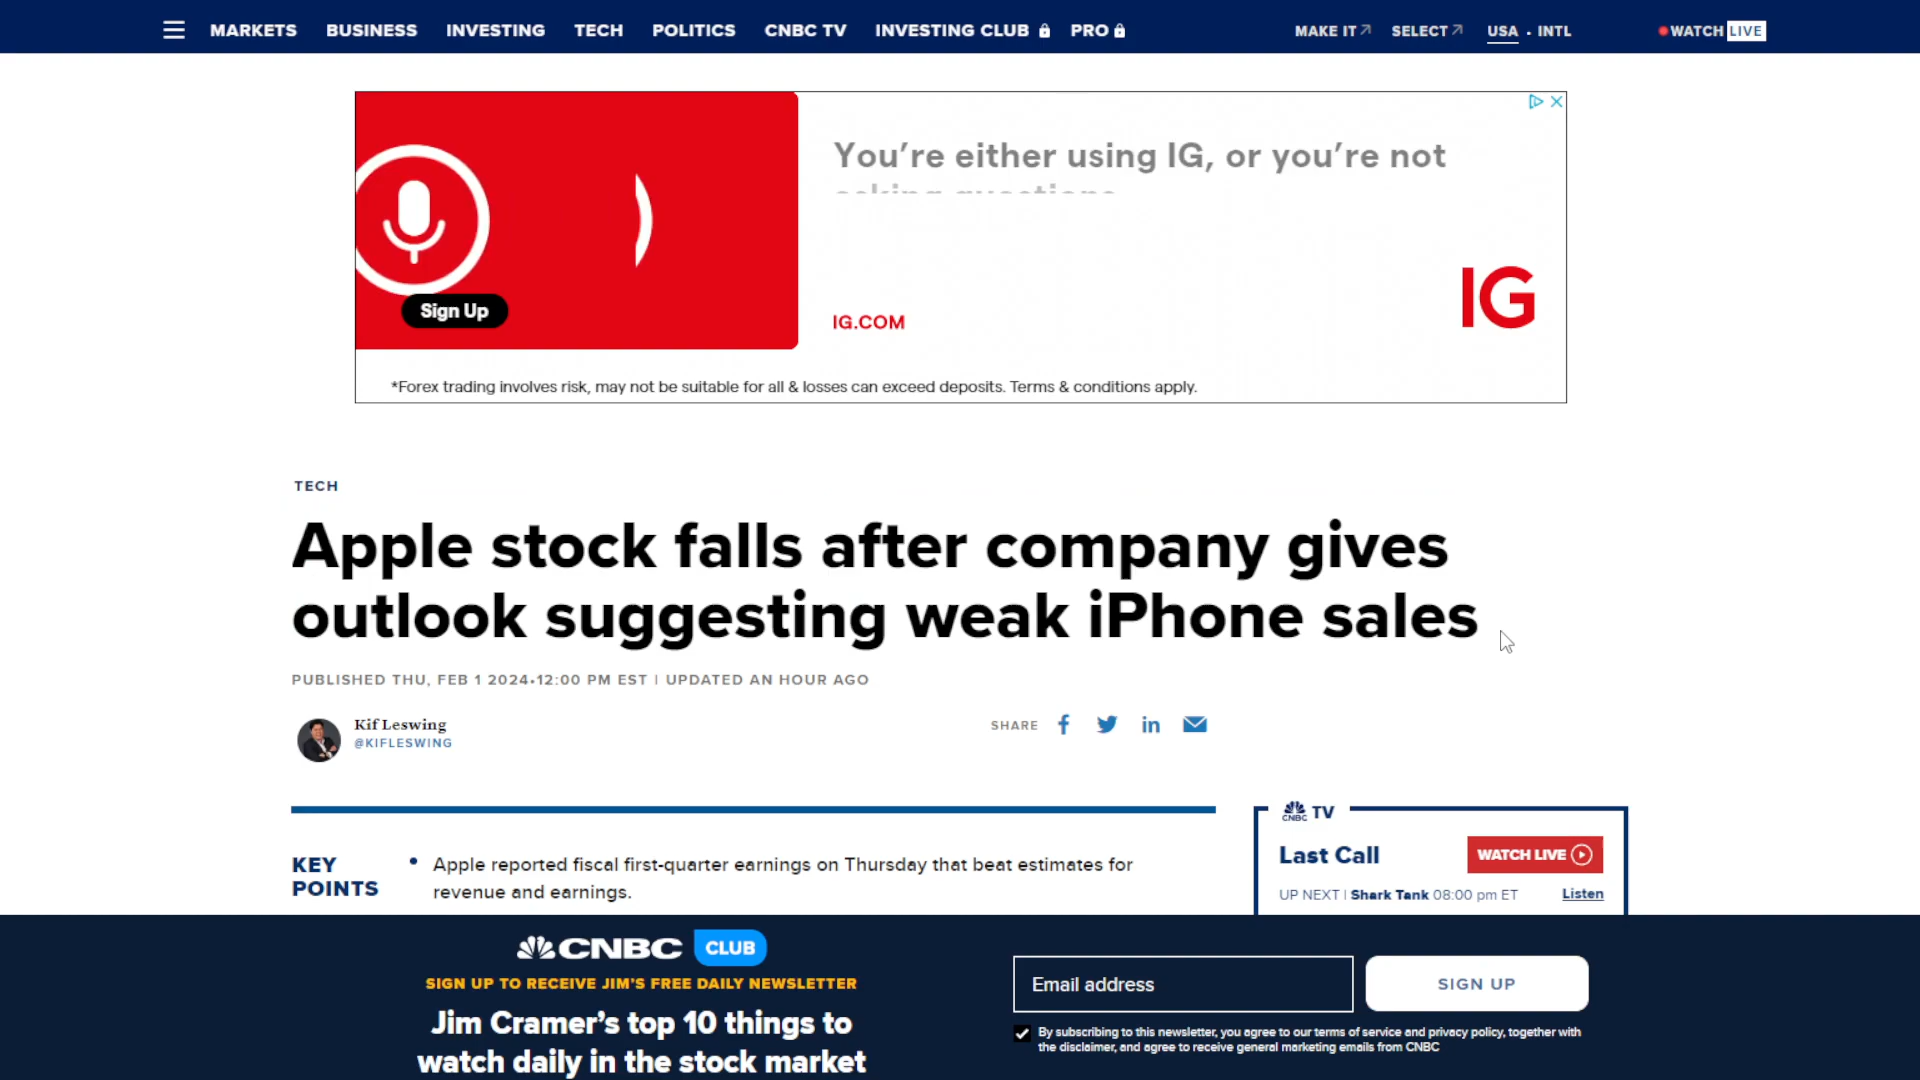 MARKETS BUSINESS INVESTING TECH POLITICS CNBC TV INVESTING CLUB PRO MAKE IT SELECT USA • INTL WATCH LIVE
You're either using IG, or you're not
Sign Up
IG.COM
IG
*Forex trading involves risk, may not be suitable for all & losses can exceed deposits. Terms & conditions apply.
TECH
Apple stock falls after company gives
outlook suggesting weak iPhone sales
PUBLISHED THU, FEB 1 2024•12:00 PM EST | UPDATED AN HOUR AGO
Kif Leswing
@KIFLESWING
SHARE
KEY
POINTS
• Apple reported fiscal first-quarter earnings on Thursday that beat estimates for
revenue and earnings.
CNBC TV
Last Call
WATCH LIVE
UP NEXT | Shark Tank 08:00 pm ET Listen
CNBC CLUB
SIGN UP TO RECEIVE JIM'S FREE DAILY NEWSLETTER
Jim Cramer's top 10 things to
watch daily in the stock market
Email address
SIGN UP
By subscribing to this newsletter, you agree to our terms of service and privacy policy, together with
the disclaimer, and agree to receive general marketing emails from CNBC